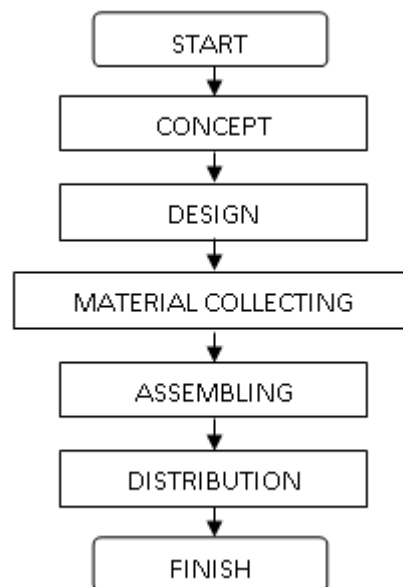 START
CONCEPT
DESIGN
MATERIAL COLLECTING
ASSEMBLING
DISTRIBUTION
FINISH